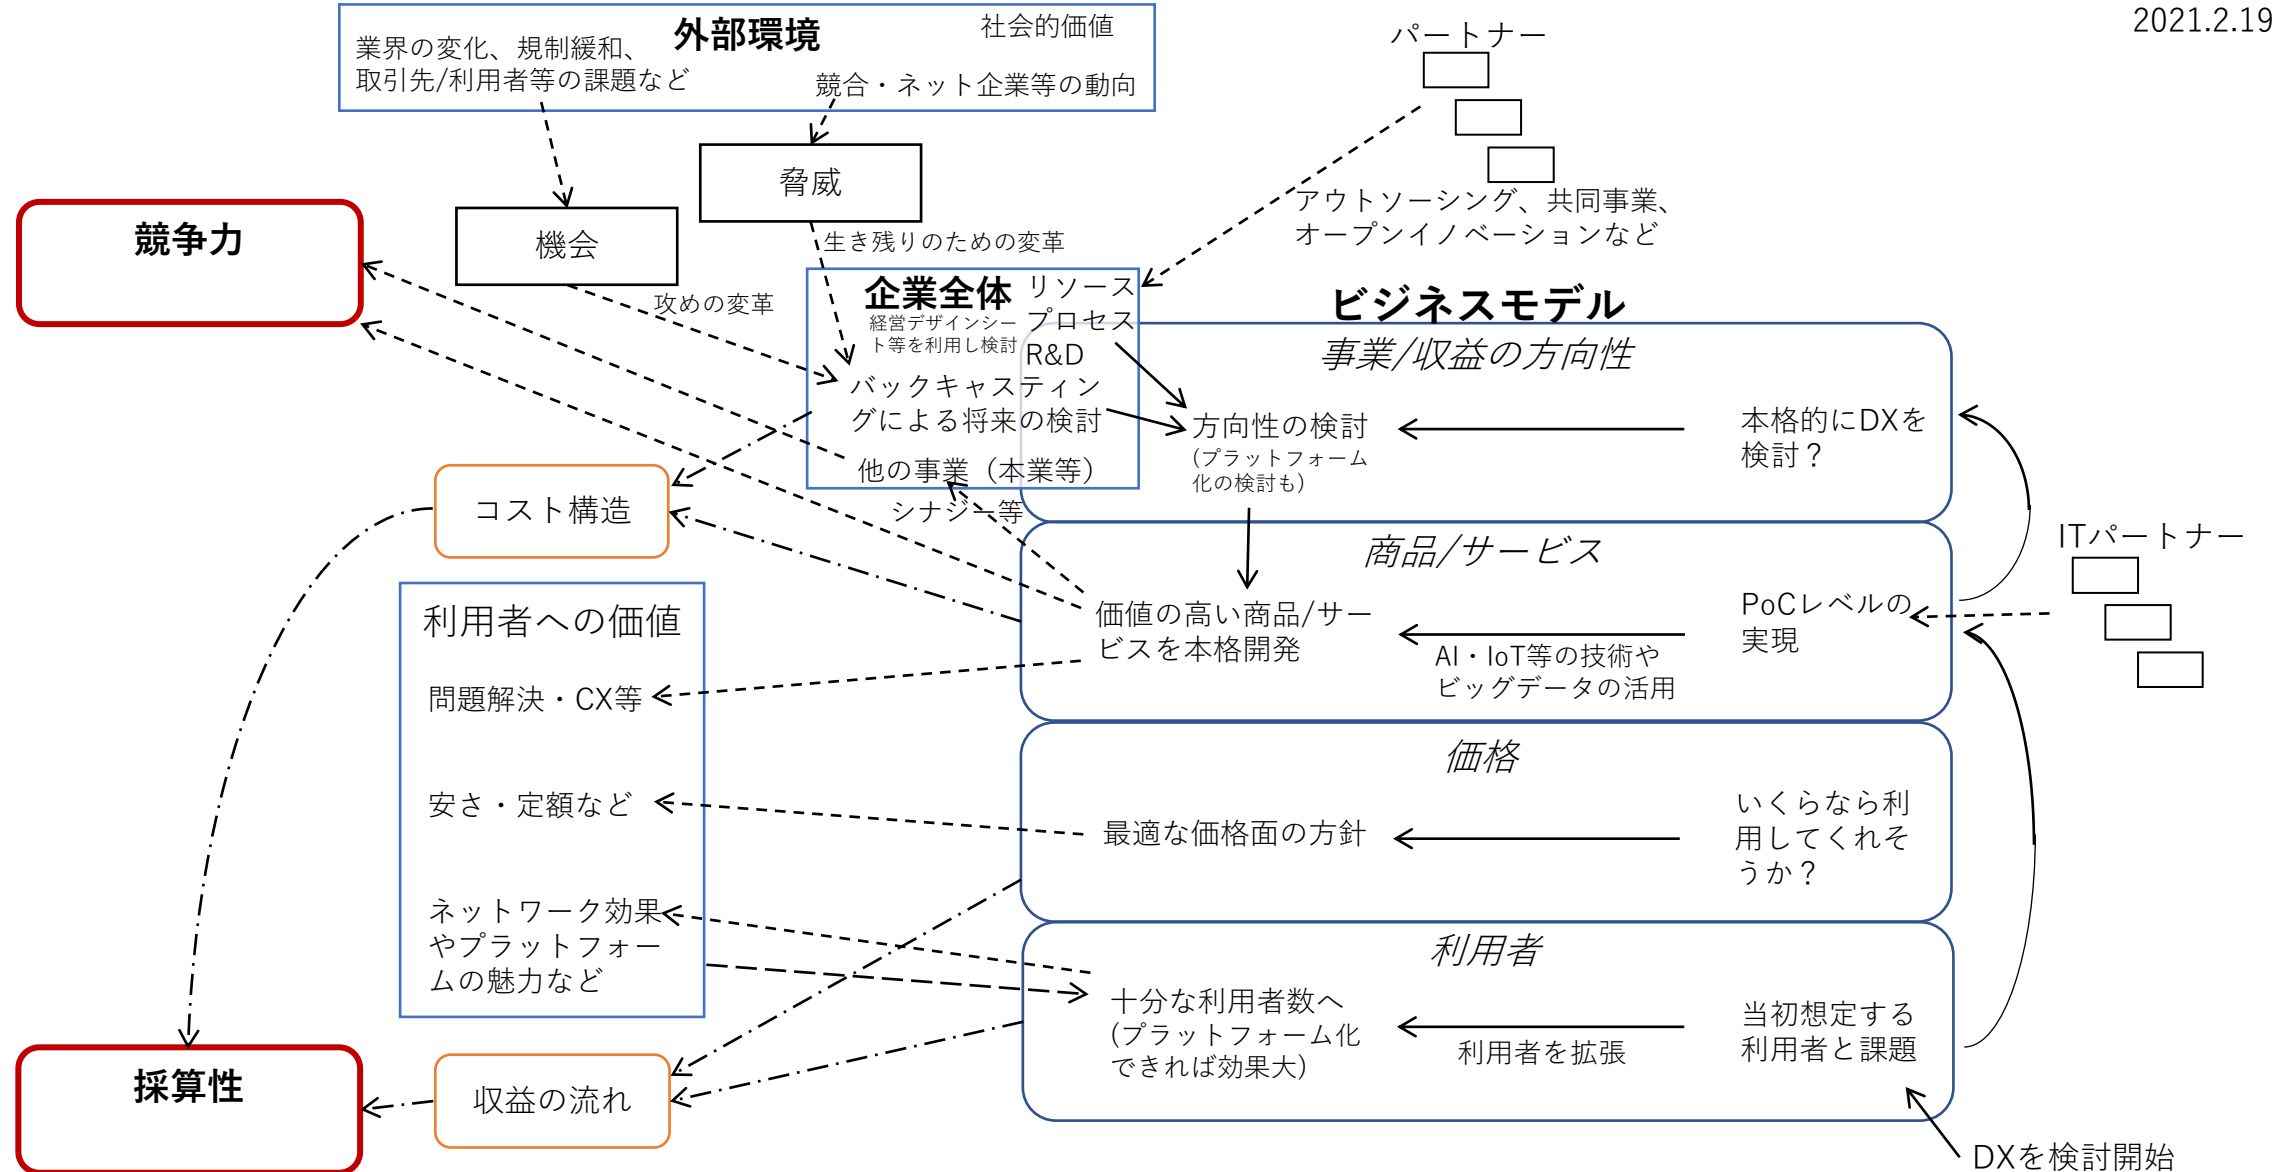 2021.2.19
外部環境
社会的価値
業界の変化、規制緩和、
取引先/利用者等の課題など
競合・ネット企業等の動向
パートナー
アウトソーシング、共同事業、
オープンイノベーションなど
脅威
機会
競争力
生き残りのための変革
攻めの変革
企業全体
経営デザインシー
ト等を利用し検討
リソース
プロセス
R&D
バックキャスティン
グによる将来の検討
他の事業（本業等）
シナジー等
ビジネスモデル
事業/収益の方向性
方向性の検討
(プラットフォーム
化の検討も)
本格的にDXを
検討？
コスト構造
商品/サービス
価値の高い商品/サー
ビスを本格開発
AI・IoT等の技術や
ビッグデータの活用
PoCレベルの
実現
ITパートナー
利用者への価値
問題解決・CX等
安さ・定額など
ネットワーク効果
やプラットフォー
ムの魅力など
価格
最適な価格面の方針
いくらなら利
用してくれそ
うか？
利用者
十分な利用者数へ
(プラットフォーム化
できれば効果大)
利用者を拡張
当初想定する
利用者と課題
採算性
収益の流れ
DXを検討開始